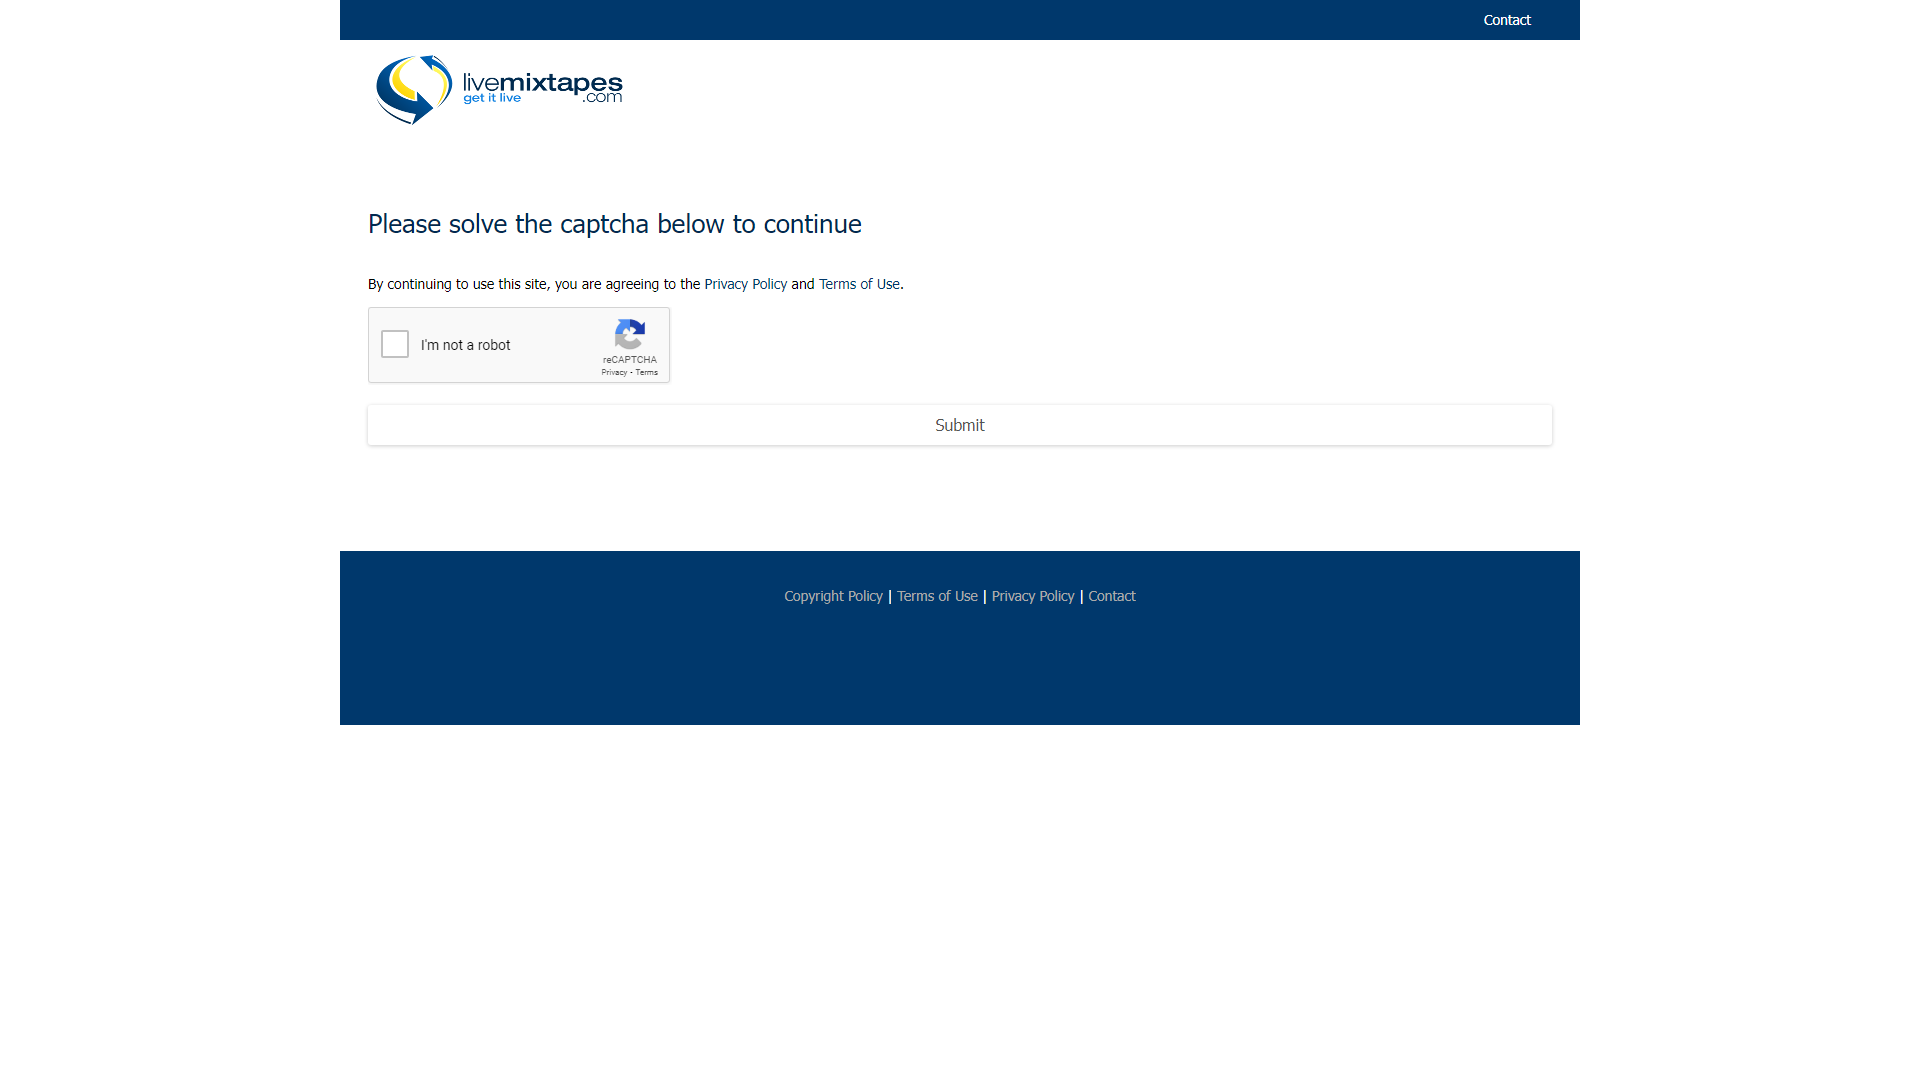 Contact
livemixtapes
get it live
.com
Please solve the captcha below to continue
By continuing to use this site, you are agreeing to the Privacy Policy and Terms of Use.
I'm not a robot
reCAPTCHA
Privacy - Terms
Submit
Copyright Policy | Terms of Use | Privacy Policy | Contact